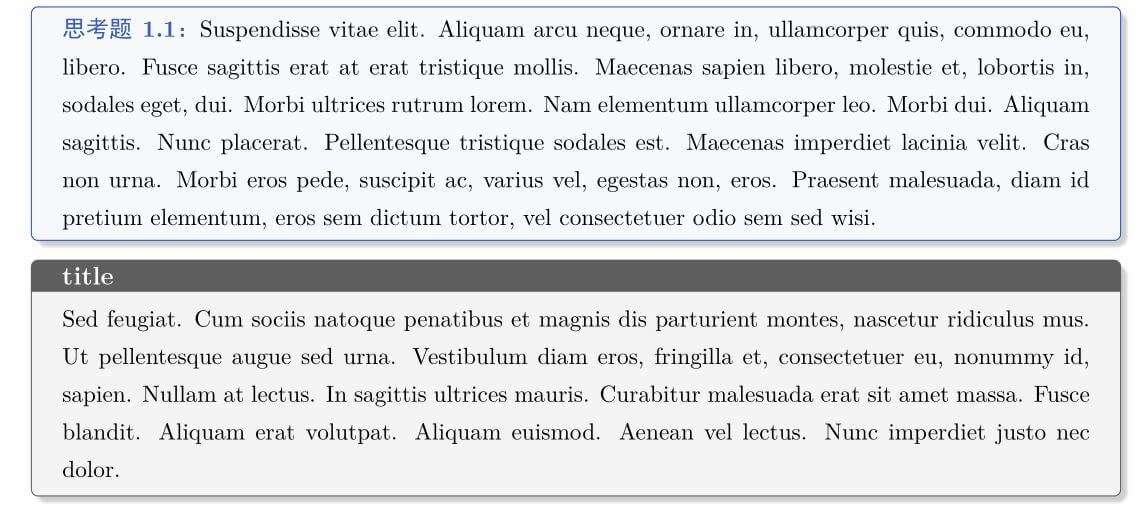 思考题 1.1：Suspendisse vitae elit. Aliquam arcu neque, ornare in, ullamcorper quis, commodo eu,
libero. Fusce sagittis erat at erat tristique mollis. Maecenas sapien libero, molestie et, lobortis in,
sodales eget, dui. Morbi ultrices rutrum lorem. Nam elementum ullamcorper leo. Morbi dui. Aliquam
sagittis. Nunc placerat. Pellentesque tristique sodales est. Maecenas imperdiet lacinia velit. Cras
non urna. Morbi eros pede, suscipit ac, varius vel, egestas non, eros. Praesent malesuada, diam id
pretium elementum, eros sem dictum tortor, vel consectetuer odio sem sed wisi.
title
Sed feugiat. Cum sociis natoque penatibus et magnis dis parturient montes, nascetur ridiculus mus.
Ut pellentesque augue sed urna. Vestibulum diam eros, fringilla et, consectetuer eu, nonummy id,
sapien. Nullam at lectus. In sagittis ultrices mauris. Curabitur malesuada erat sit amet massa. Fusce
blandit. Aliquam erat volutpat. Aliquam euismod. Aenean vel lectus. Nunc imperdiet justo nec
dolor.